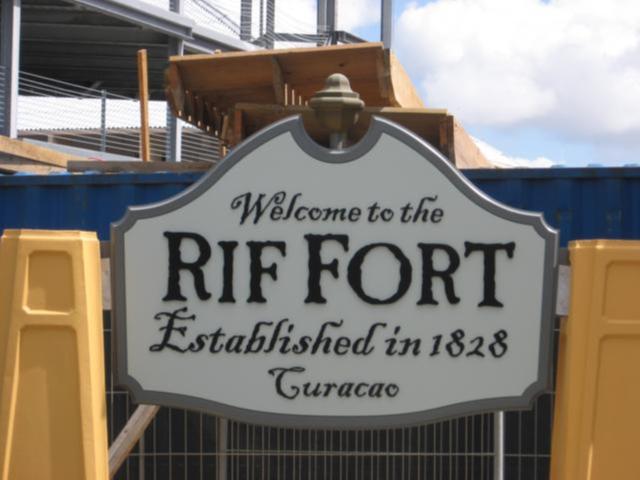 Welcome to the
RIF FORT
Established in 1828
Curacao